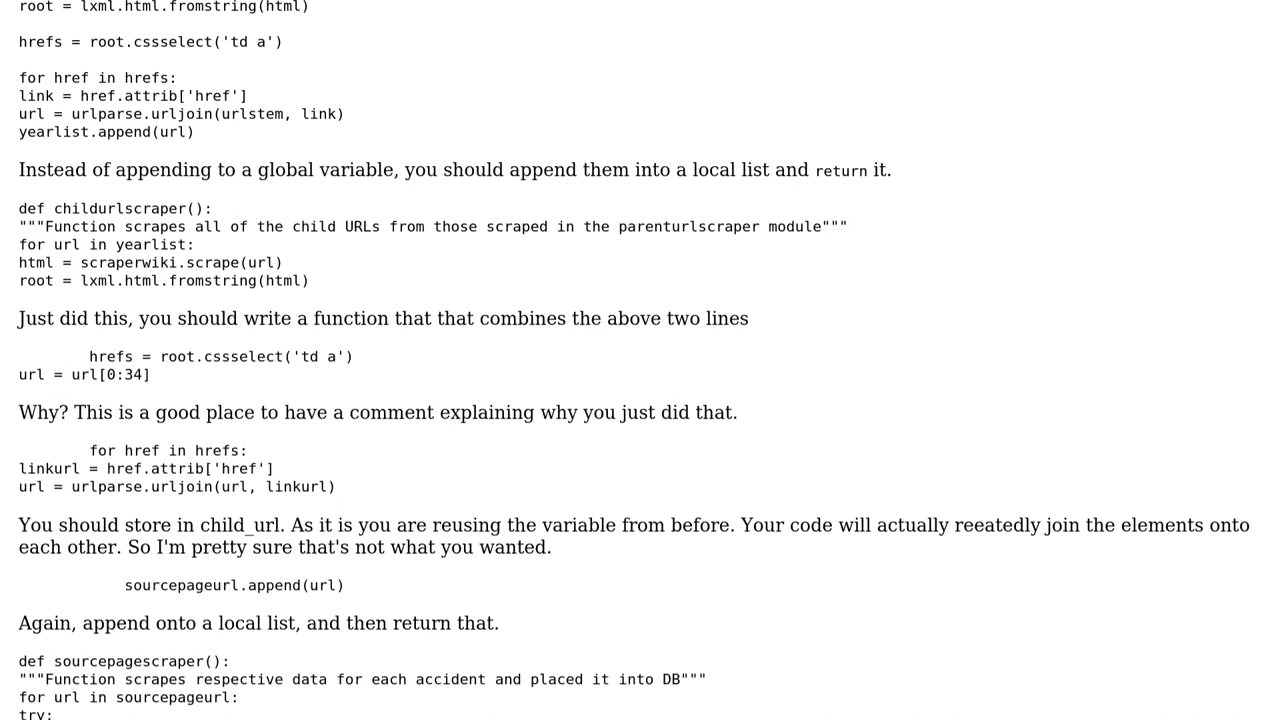 root = lxml.html.fromstring(html)
hrefs = root.cssselect('td a')
for href in hrefs:
link = href.attrib['href']
url = urlparse.urljoin(urlstem, link)
yearlist.append(url)
Instead of appending to a global variable, you should append them into a local list and return it.
def childurlscraper():
"""Function scrapes all of the child URLs from those scraped in the parenturlscraper module"""
for url in yearlist:
html = scraperwiki.scrape(url)
root = lxml.html.fromstring(html)
Just did this, you should write a function that that combines the above two lines
hrefs = root.cssselect('td a')
url = url[0:34]
Why? This is a good place to have a comment explaining why you just did that.
for href in hrefs:
linkurl = href.attrib['href']
url = urlparse.urljoin(url, linkurl)
You should store in child_url. As it is you are reusing the variable from before. Your code will actually reeatedly join the elements onto
each other. So I'm pretty sure that's not what you wanted.
sourcepageurl.append(url)
Again, append onto a local list, and then return that.
def sourcepagescraper():
"""Function scrapes respective data for each accident and placed it into DB"""
for url in sourcepageurl:
try: